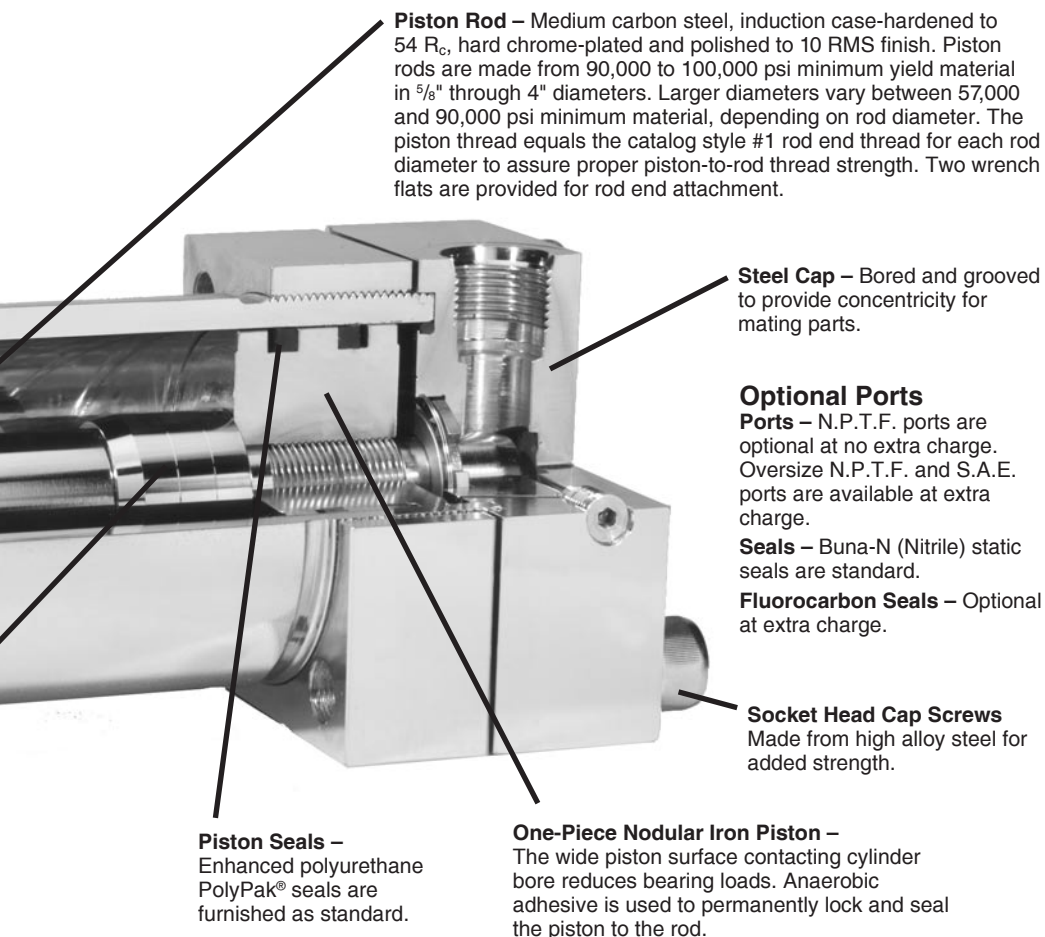 Piston Rod – Medium carbon steel, induction case-hardened to
54 Rc, hard chrome-plated and polished to 10 RMS finish. Piston
rods are made from 90,000 to 100,000 psi minimum yield material
in 5/8" through 4" diameters. Larger diameters vary between 57,000
and 90,000 psi minimum material, depending on rod diameter. The
piston thread equals the catalog style #1 rod end thread for each rod
diameter to assure proper piston-to-rod thread strength. Two wrench
flats are provided for rod end attachment.
Steel Cap – Bored and grooved
to provide concentricity for
mating parts.
Optional Ports
Ports – N.P.T.F. ports are
optional at no extra charge.
Oversize N.P.T.F. and S.A.E.
ports are available at extra
charge.
Seals – Buna-N (Nitrile) static
seals are standard.
Fluorocarbon Seals – Optional
at extra charge.
Socket Head Cap Screws
Made from high alloy steel for
added strength.
Piston Seals –
Enhanced polyurethane
PolyPak® seals are
furnished as standard.
One-Piece Nodular Iron Piston –
The wide piston surface contacting cylinder
bore reduces bearing loads. Anaerobic
adhesive is used to permanently lock and seal
the piston to the rod.